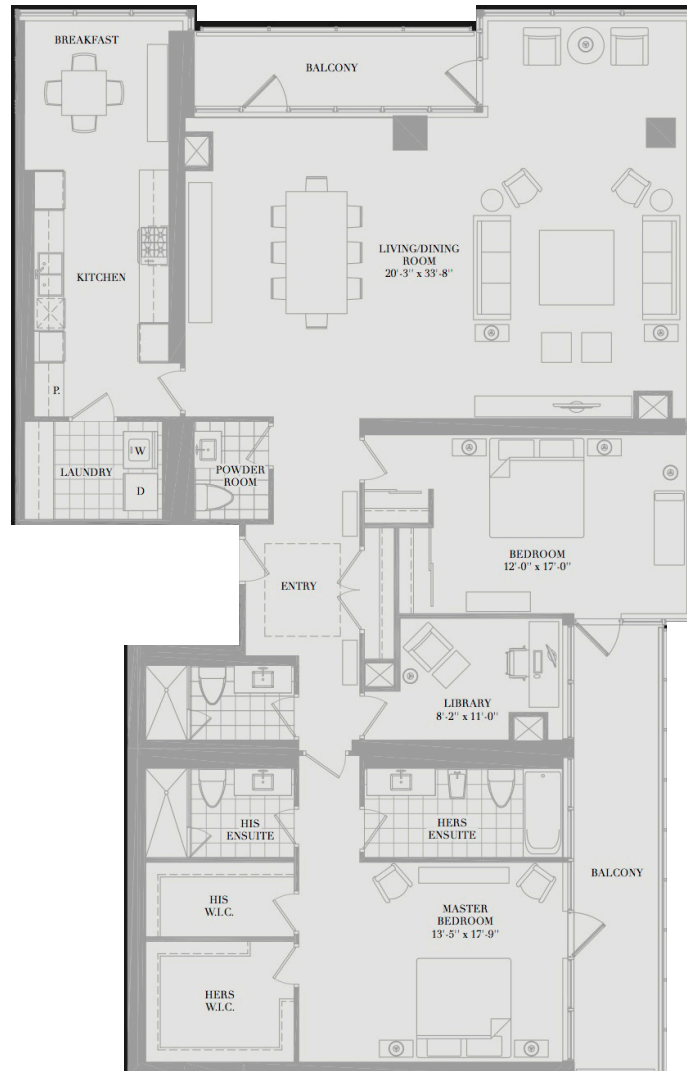 BREAKFAST
BALCONY
KITCHEN
LIVING/DINING
ROOM
20'-3" x 33'-8"
P.
LAUNDRY
W
D
POWDER
ROOM
BEDROOM
12'-0" x 17'-0"
ENTRY
LIBRARY
8'-2" x 11'-0"
HIS
ENSUITE
HERS
ENSUITE
BALCONY
HIS
W.I.C.
MASTER
BEDROOM
13'-5" x 17'-9"
HERS
W.I.C.